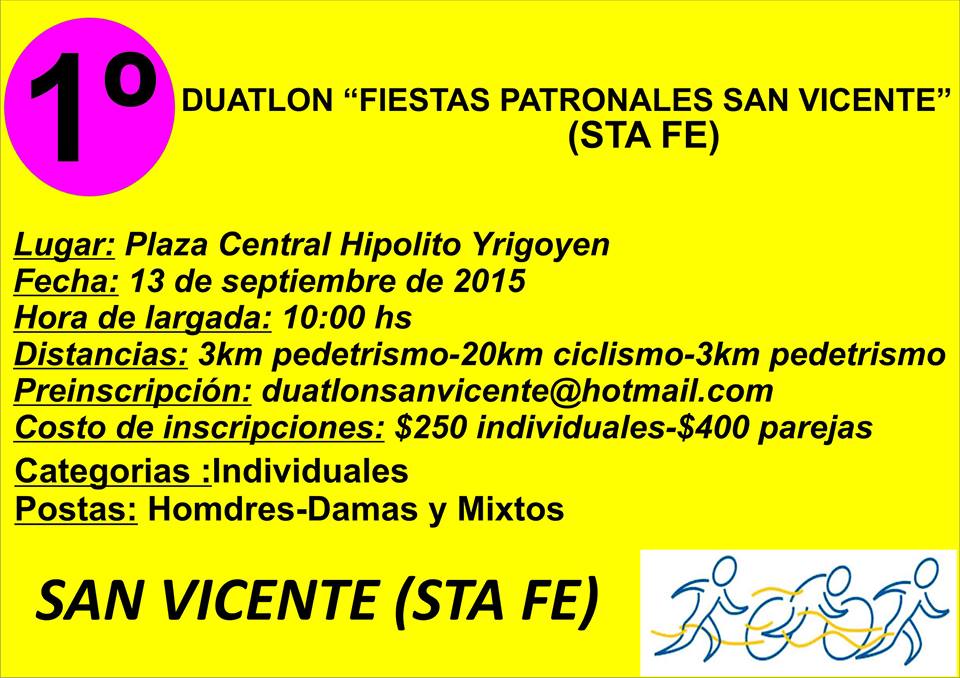 1º
DUATLON “FIESTAS PATRONALES SAN VICENTE”
(STA FE)
Lugar: Plaza Central Hipolito Yrigoyen
Fecha: 13 de septiembre de 2015
Hora de largada: 10:00 hs
Distancias: 3km pedetrismo-20km ciclismo-3km pedetrismo
Preinscripción: duatlonsanvicente@hotmail.com
Costo de inscripciones: $250 individuales-$400 parejas
Categorias :Individuales
Postas: Homdres-Damas y Mixtos
SAN VICENTE (STA FE)